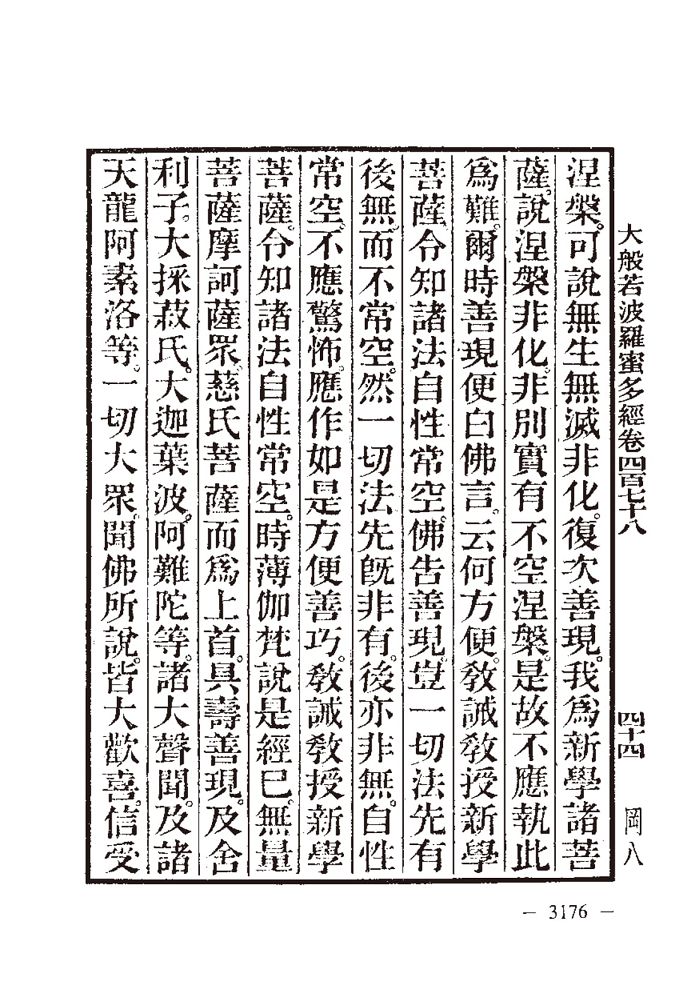 大般若波羅蜜多經卷四百七十八　四十四　岡八
涅槃。可說無生無滅非化。復次善現。我為新學諸菩
薩。說涅槃非化。非別實有不空涅槃。是故不應執此
為難。爾時善現便白佛言。云何方便。教誡教授新學
菩薩。令知諸法自性常空。佛告善現。豈一切法先有
後無。而不常空。然一切法先既非有。後亦非無。自性
常空。不應驚怖。應作如是方便善巧。教誡教授新學
菩薩。令知諸法自性常空。時薄伽梵說是經已。無量
菩薩摩訶薩眾。慈氏菩薩而為上首。具壽善現。及舍
利子。大採菽氏。大迦葉波。阿難陀等。諸大聲聞。及諸
天龍阿素洛等。一切大眾。聞佛所說。皆大歡喜。信受
— 3176 —